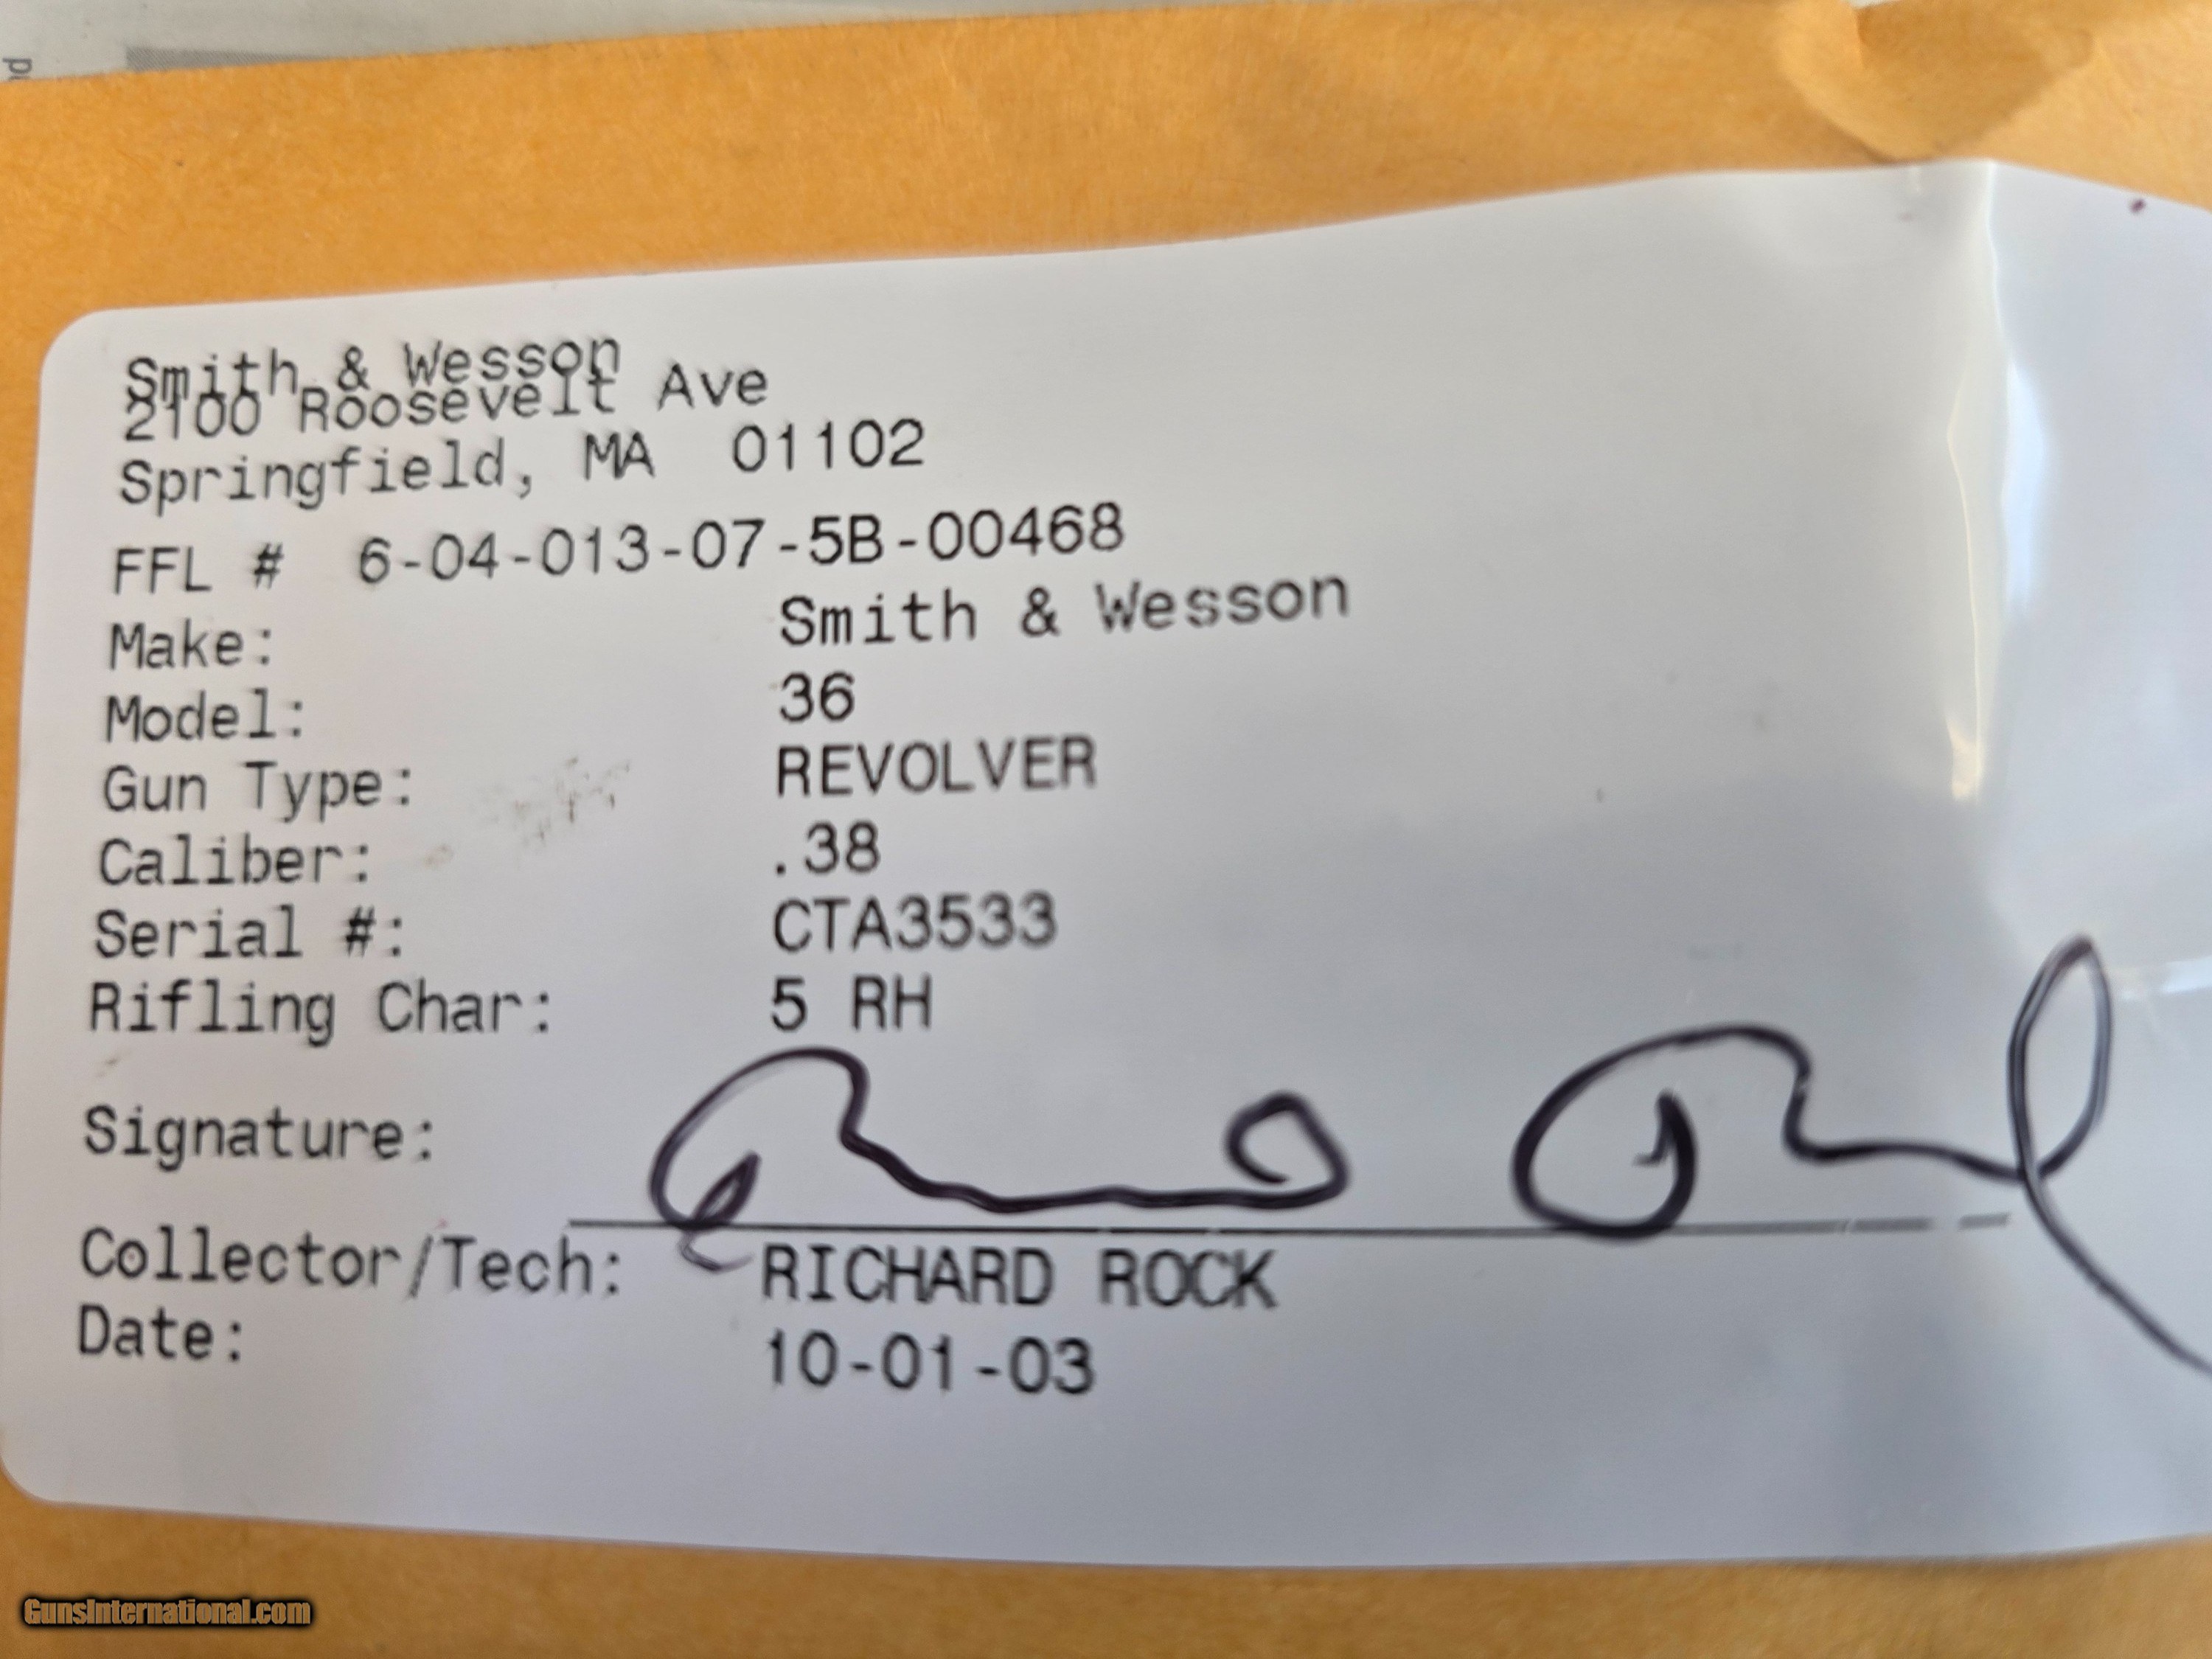 Smith & Wesson
2100 Roosevelt Ave
Springfield, MA 01102
FFL # 6-04-013-07-5B-00468
Make: Smith & Wesson
Model: 36
Gun Type: REVOLVER
Caliber: .38
Serial #: CTA3533
Rifling Char: 5 RH
Signature:
Collector/Tech: RICHARD ROCK
Date: 10-01-03
GunsInternational.com